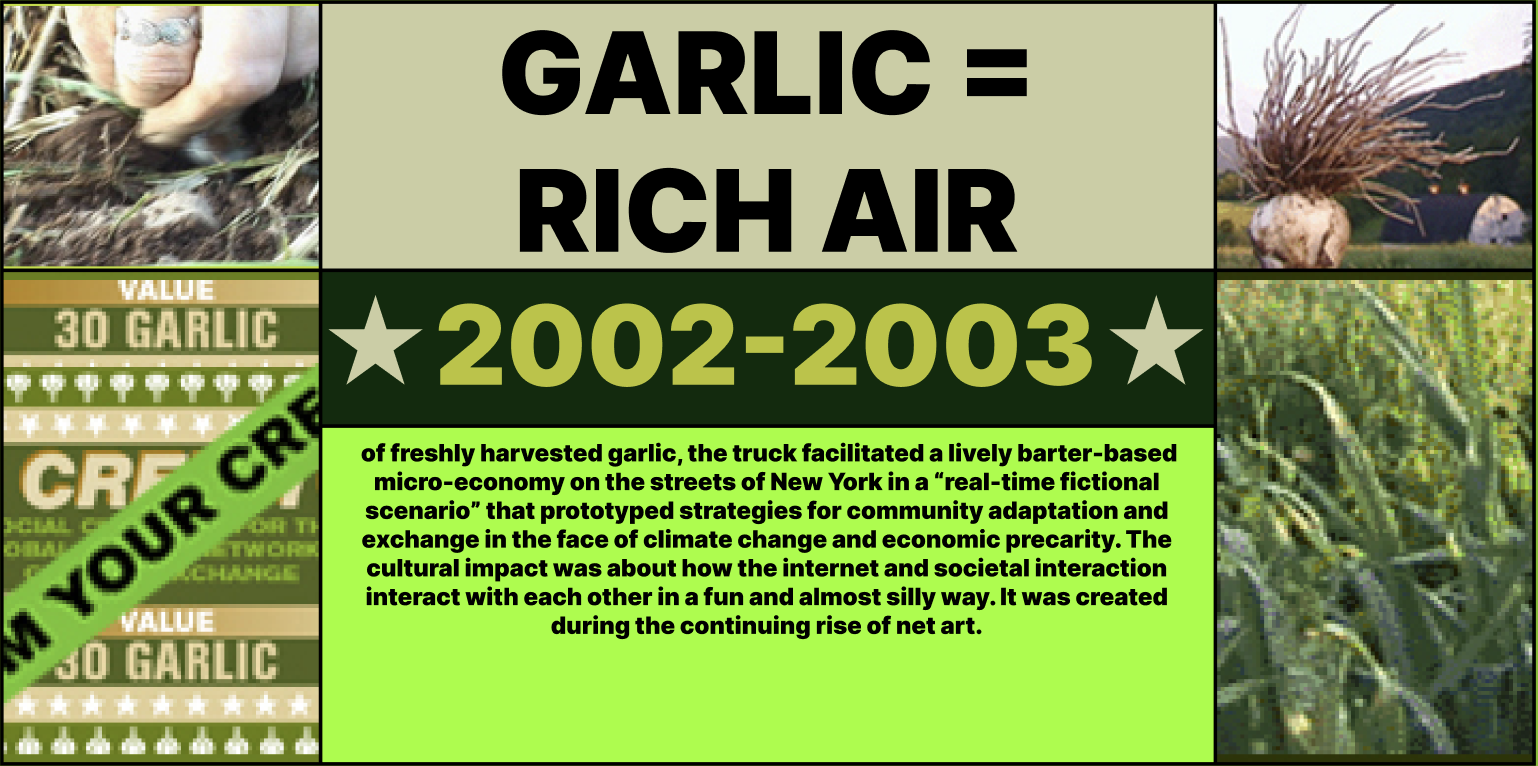 GARLIC =
RICH AIR
★2002-2003★
of freshly harvested garlic, the truck facilitated a lively barter-based
micro-economy on the streets of New York in a “real-time fictional
scenario” that prototyped strategies for community adaptation and
exchange in the face of climate change and economic precarity. The
cultural impact was about how the internet and societal interaction
interact with each other in a fun and almost silly way. It was created
during the continuing rise of net art.
VALUE
30 GARLIC
YOUR CRE
VALUE
30 GARLIC